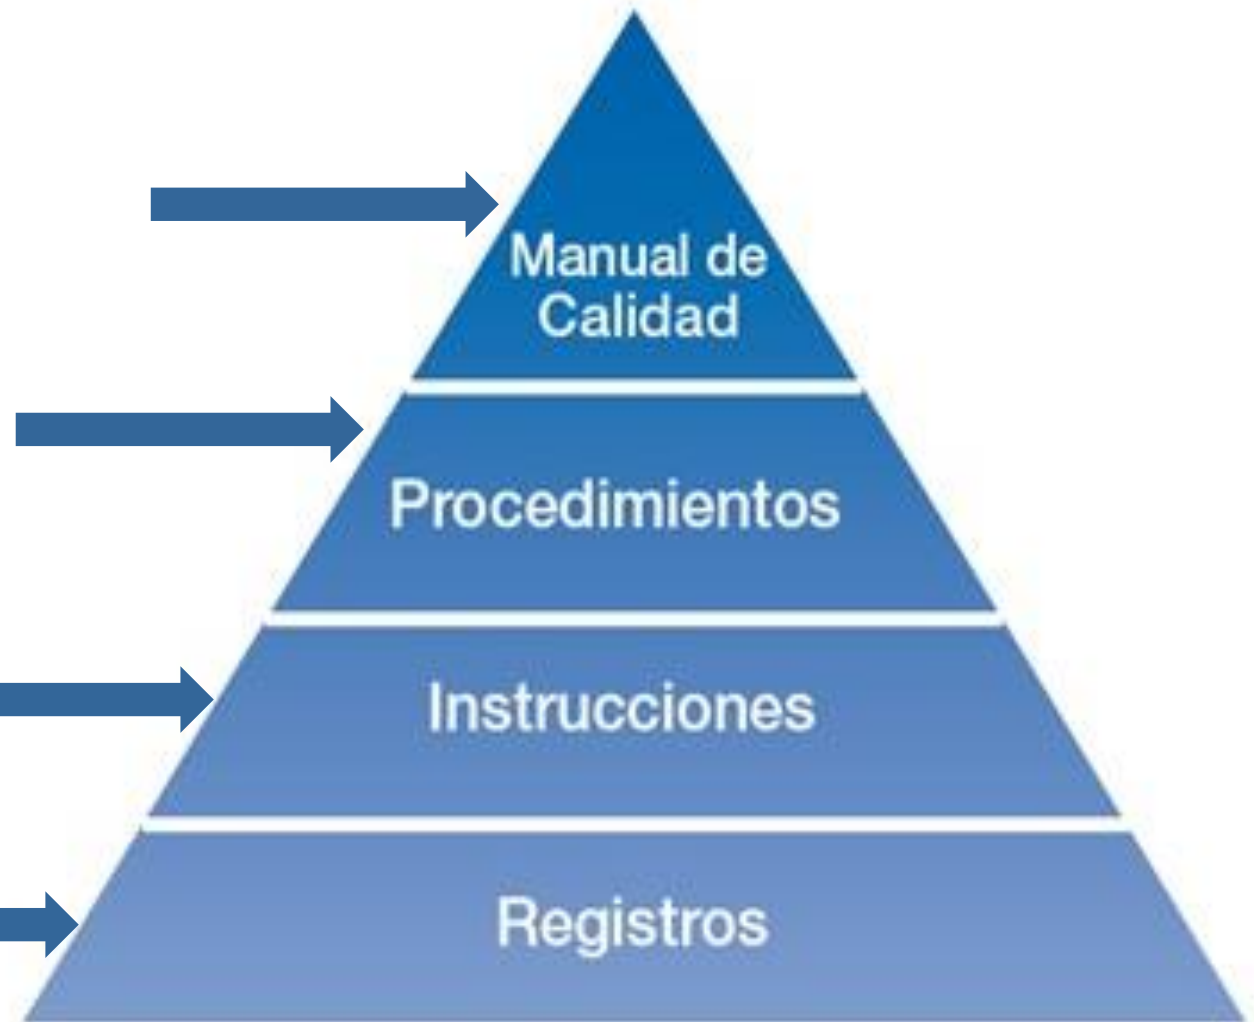 Manual de
Calidad
Procedimientos
Instrucciones
Registros